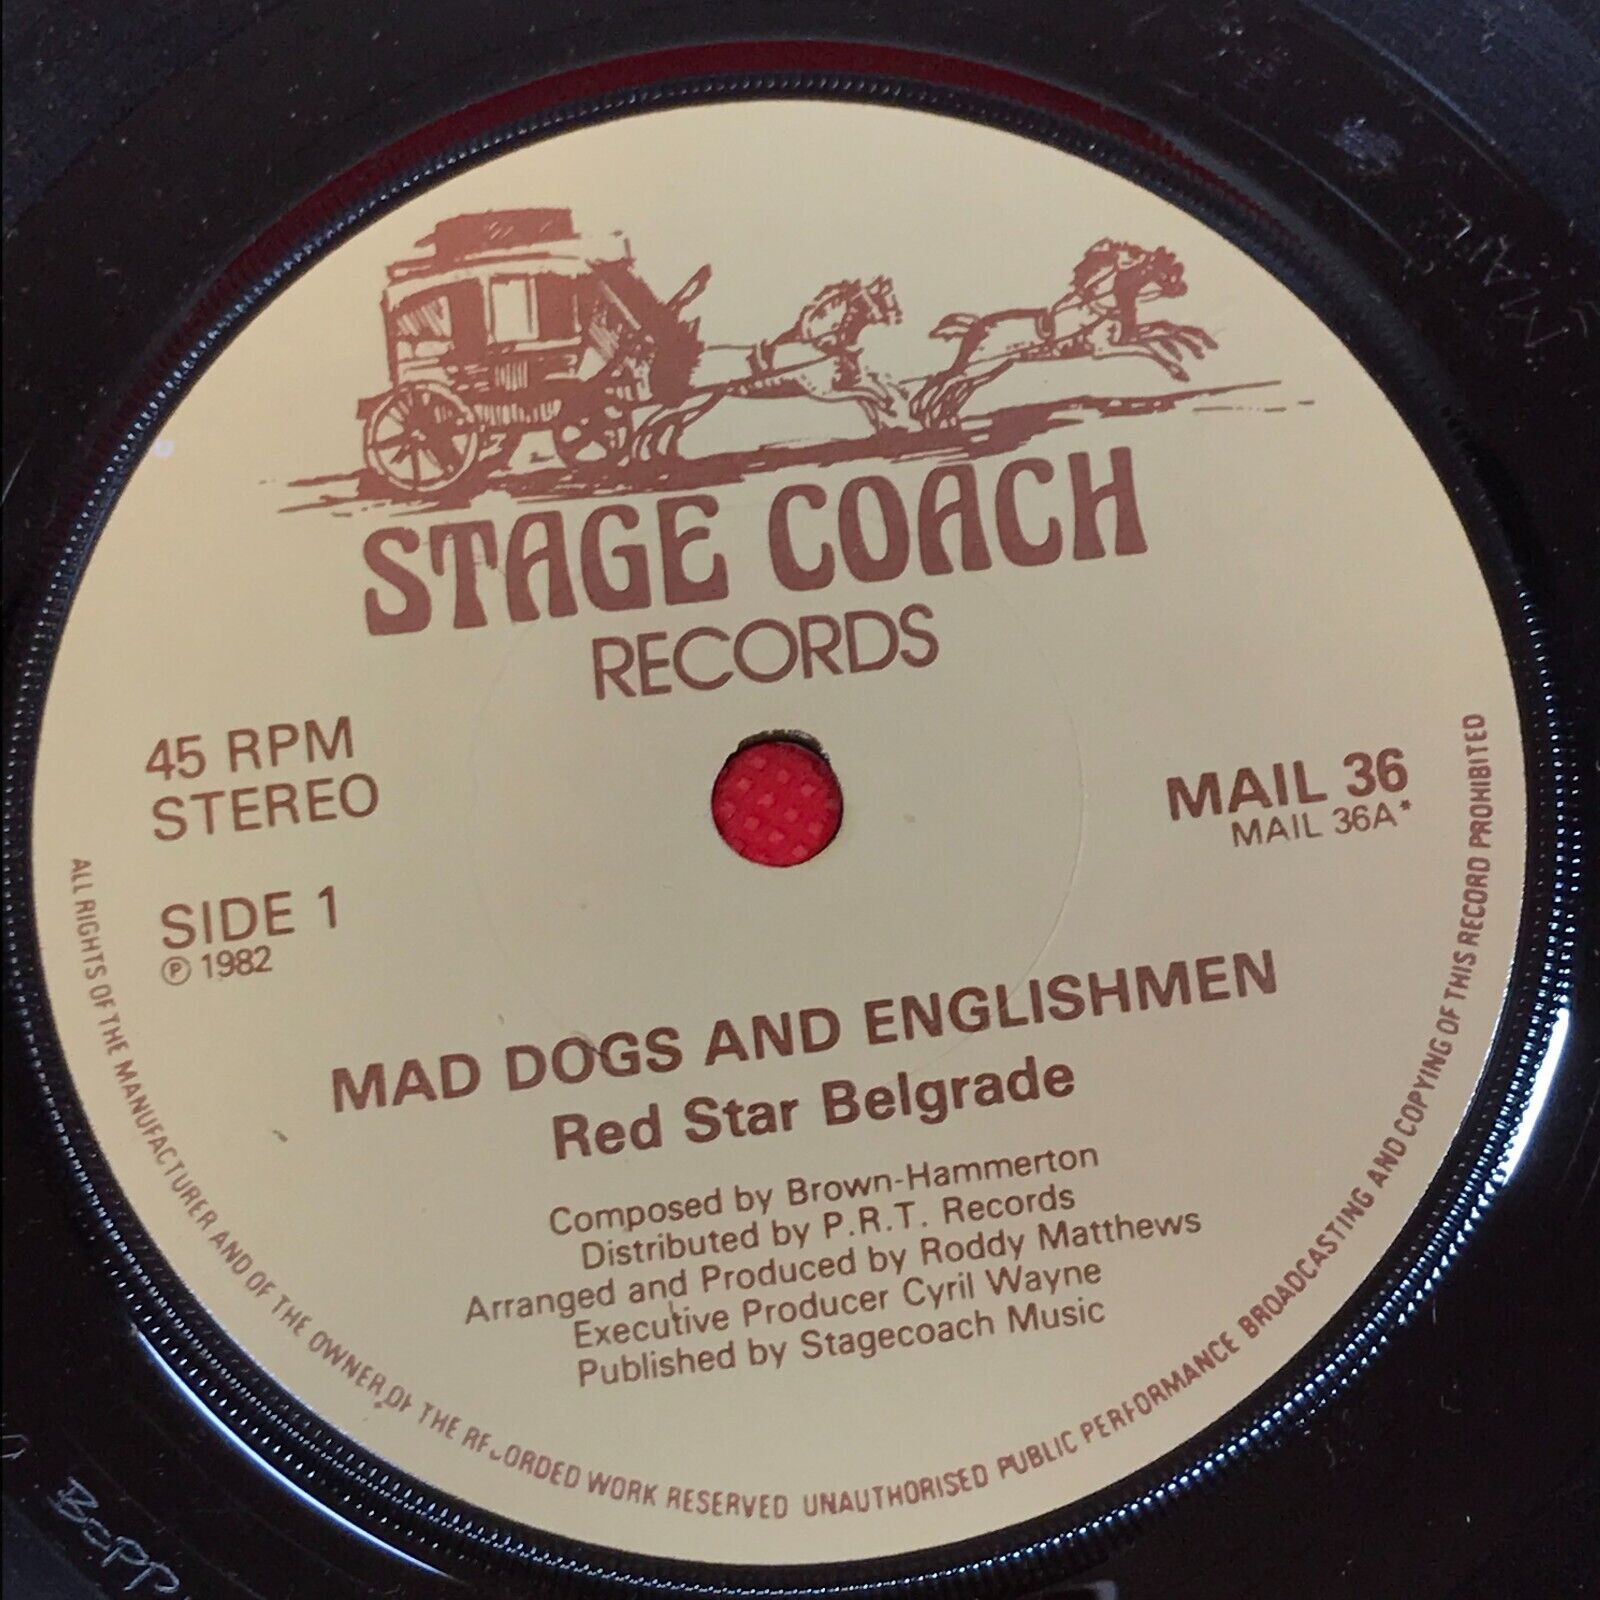 STAGE COACH
RECORDS
45 RPM
STEREO
MAIL 36
MAIL 36A*
SIDE 1
Ⓟ 1982
MAD DOGS AND ENGLISHMEN
Red Star Belgrade
Composed by Brown-Hammerton
Distributed by P.R.T. Records
Arranged and Produced by Roddy Matthews
Executive Producer Cyril Wayne
Published by Stagecoach Music
ALL RIGHTS OF THE MANUFACTURER AND OF THE OWNER OF THE RECORDED WORK RESERVED UNAUTHORISED PUBLIC PERFORMANCE BROADCASTING AND COPYING OF THIS RECORD PROHIBITED
MAIL